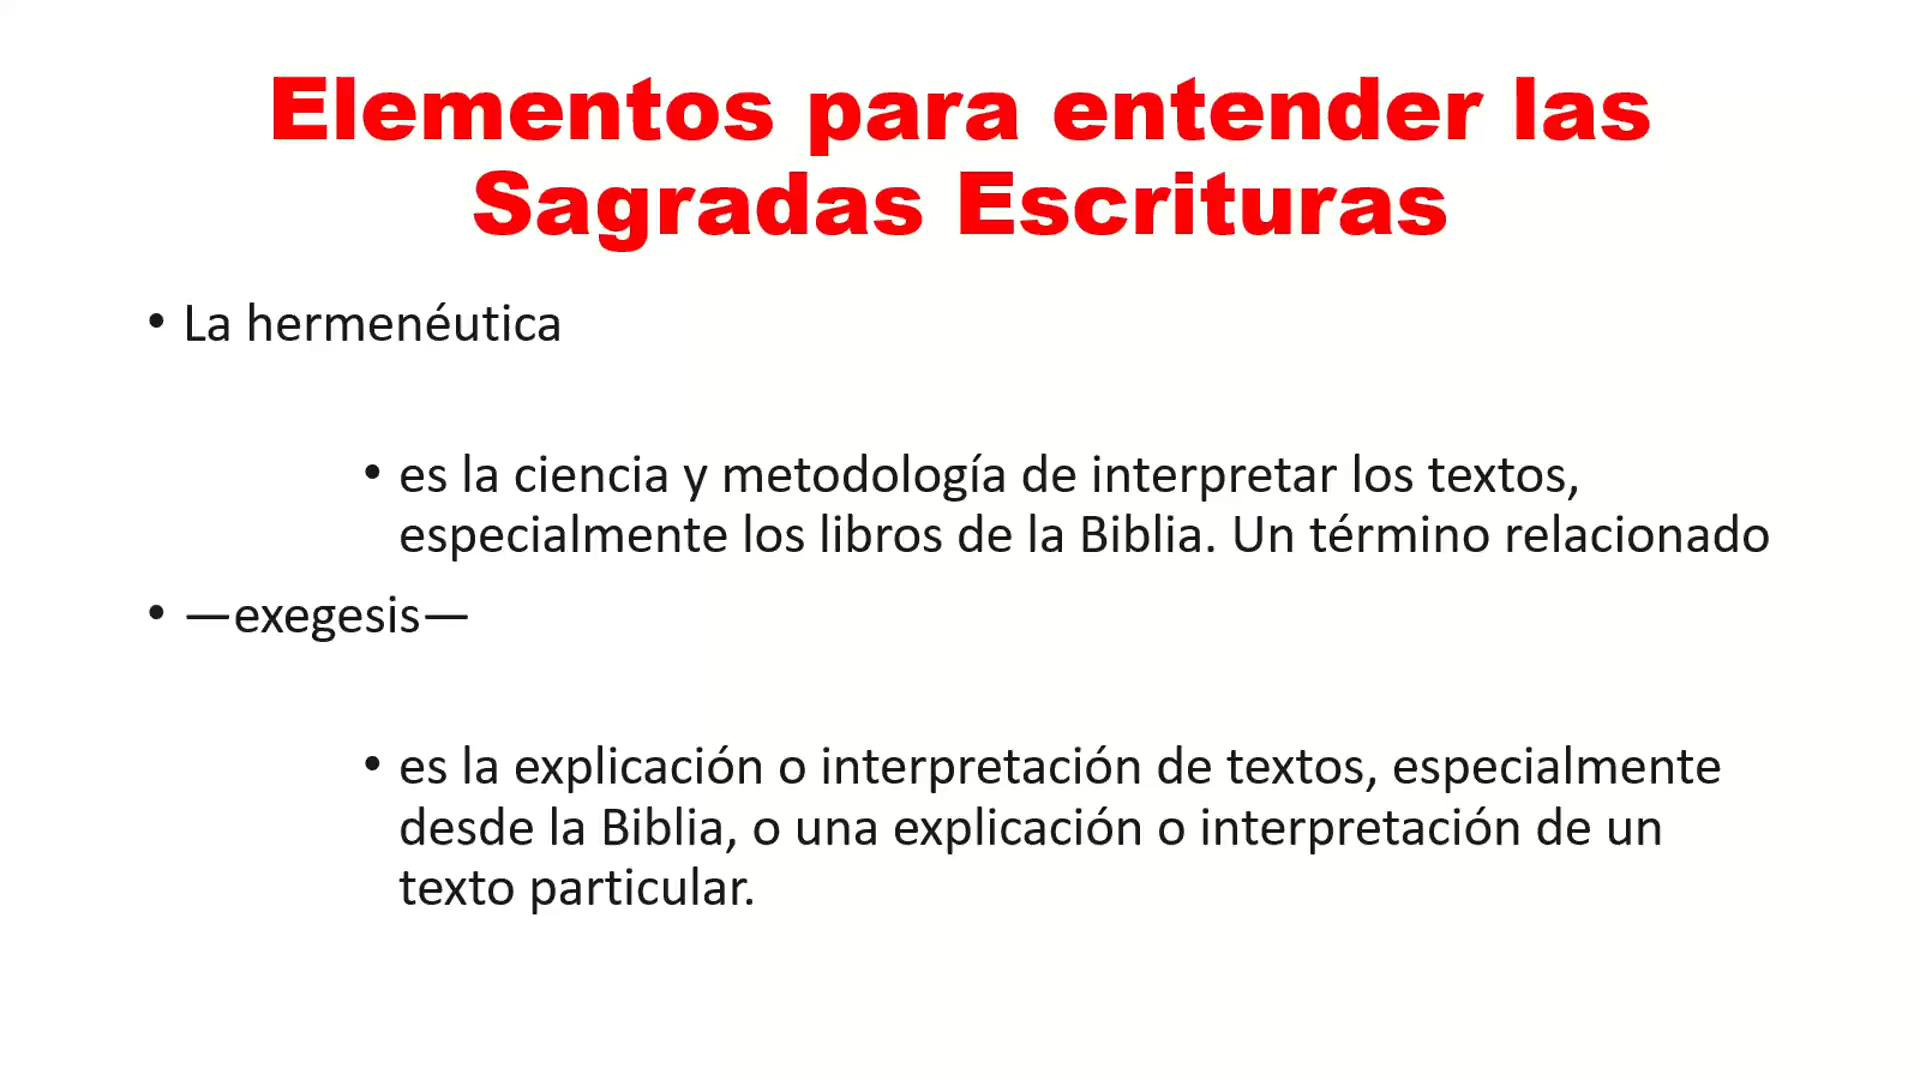 Elementos para entender las
Sagradas Escrituras
• La hermenéutica
• es la ciencia y metodología de interpretar los textos,
especialmente los libros de la Biblia. Un término relacionado
• —exegesis—
• es la explicación o interpretación de textos, especialmente
desde la Biblia, o una explicación o interpretación de un
texto particular.